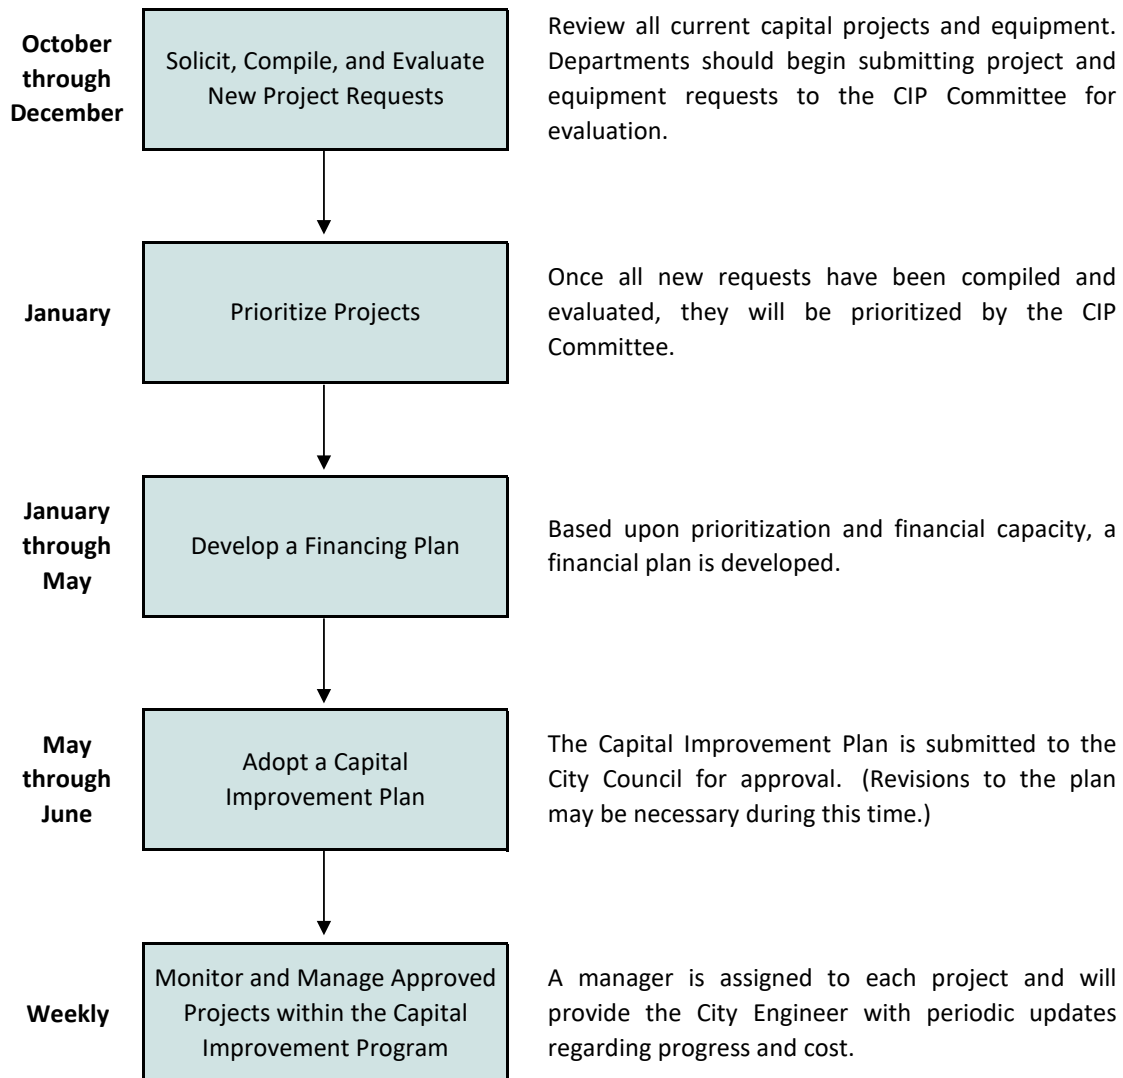 October
through
December
Solicit, Compile, and Evaluate
New Project Requests
Review all current capital projects and equipment.
Departments should begin submitting project and
equipment requests to the CIP Committee for
evaluation.
January
Prioritize Projects
Once all new requests have been compiled and
evaluated, they will be prioritized by the CIP
Committee.
January
through
May
Develop a Financing Plan
Based upon prioritization and financial capacity, a
financial plan is developed.
May
through
June
Adopt a Capital
Improvement Plan
The Capital Improvement Plan is submitted to the
City Council for approval. (Revisions to the plan
may be necessary during this time.)
Weekly
Monitor and Manage Approved
Projects within the Capital
Improvement Program
A manager is assigned to each project and will
provide the City Engineer with periodic updates
regarding progress and cost.